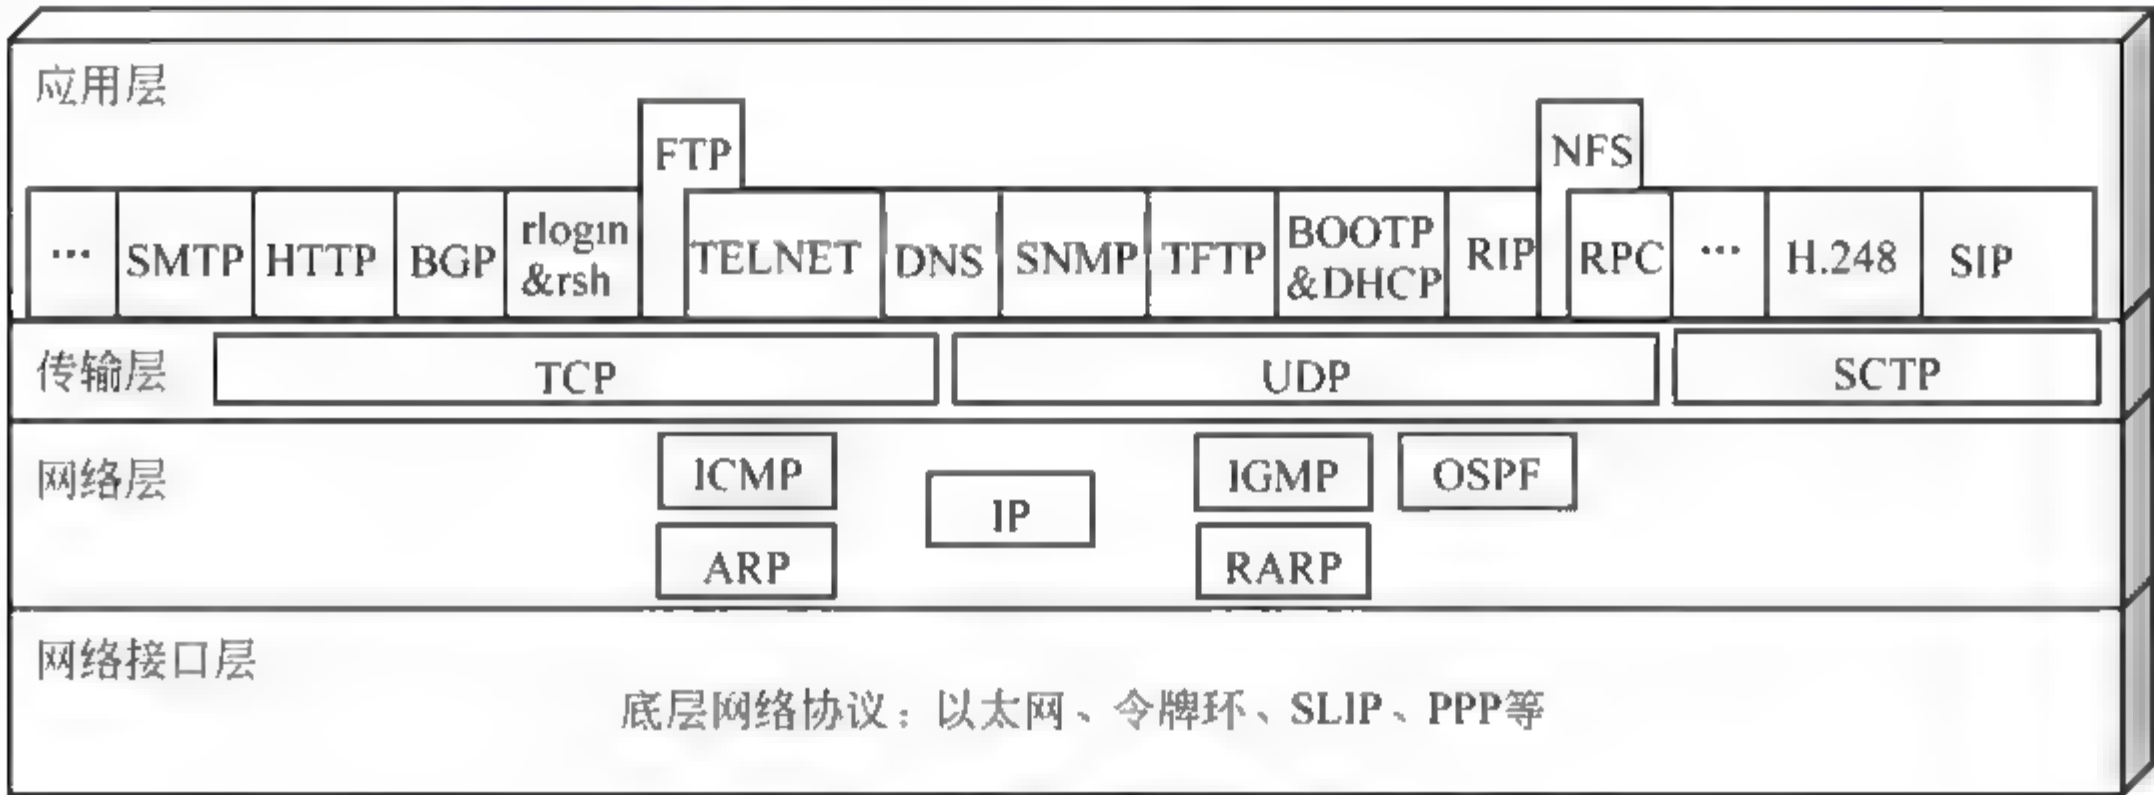 应用层
FTP
NFS
… SMTP HTTP BGP rlogin &rsh TELNET DNS SNMP TFTP BOOTP &DHCP RIP RPC … H.248 SIP
传输层 TCP UDP SCTP
网络层
ICMP IGMP OSPF
IP
ARP RARP
网络接口层
底层网络协议：以太网、令牌环、SLIP、PPP等